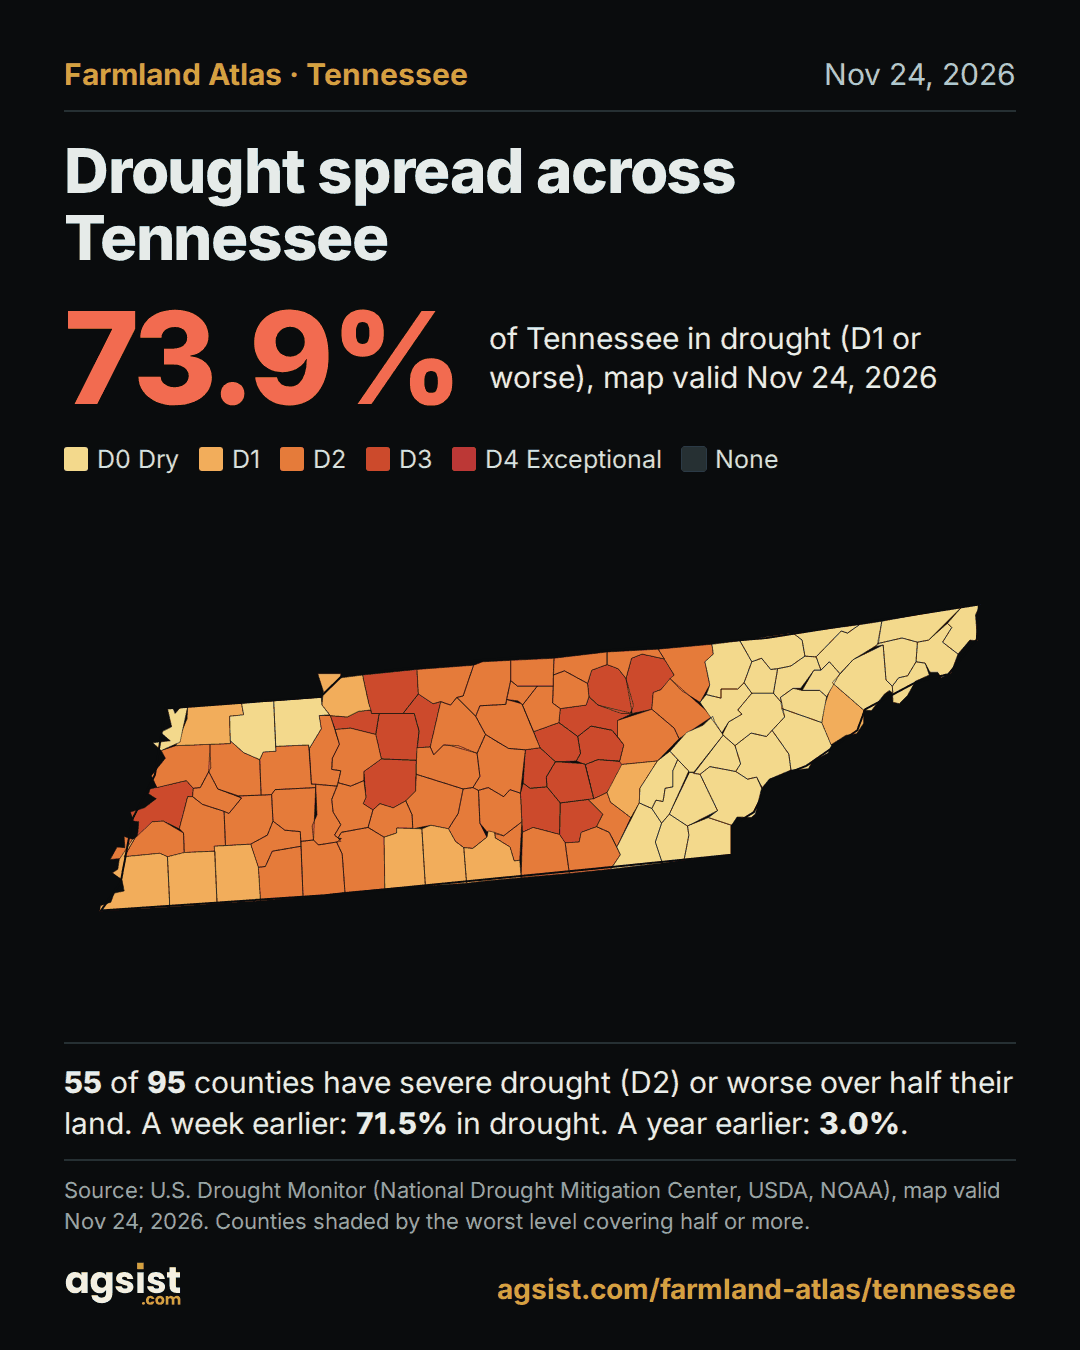 Farmland Atlas · Tennessee
Nov 24, 2026
Drought spread across
Tennessee
73.9%
of Tennessee in drought (D1 or
worse), map valid Nov 24, 2026
D0 Dry D1 D2 D3 D4 Exceptional None
55 of 95 counties have severe drought (D2) or worse over half their
land. A week earlier: 71.5% in drought. A year earlier: 3.0%.
Source: U.S. Drought Monitor (National Drought Mitigation Center, USDA, NOAA), map valid
Nov 24, 2026. Counties shaded by the worst level covering half or more.
agsist
.com
agsist.com/farmland-atlas/tennessee